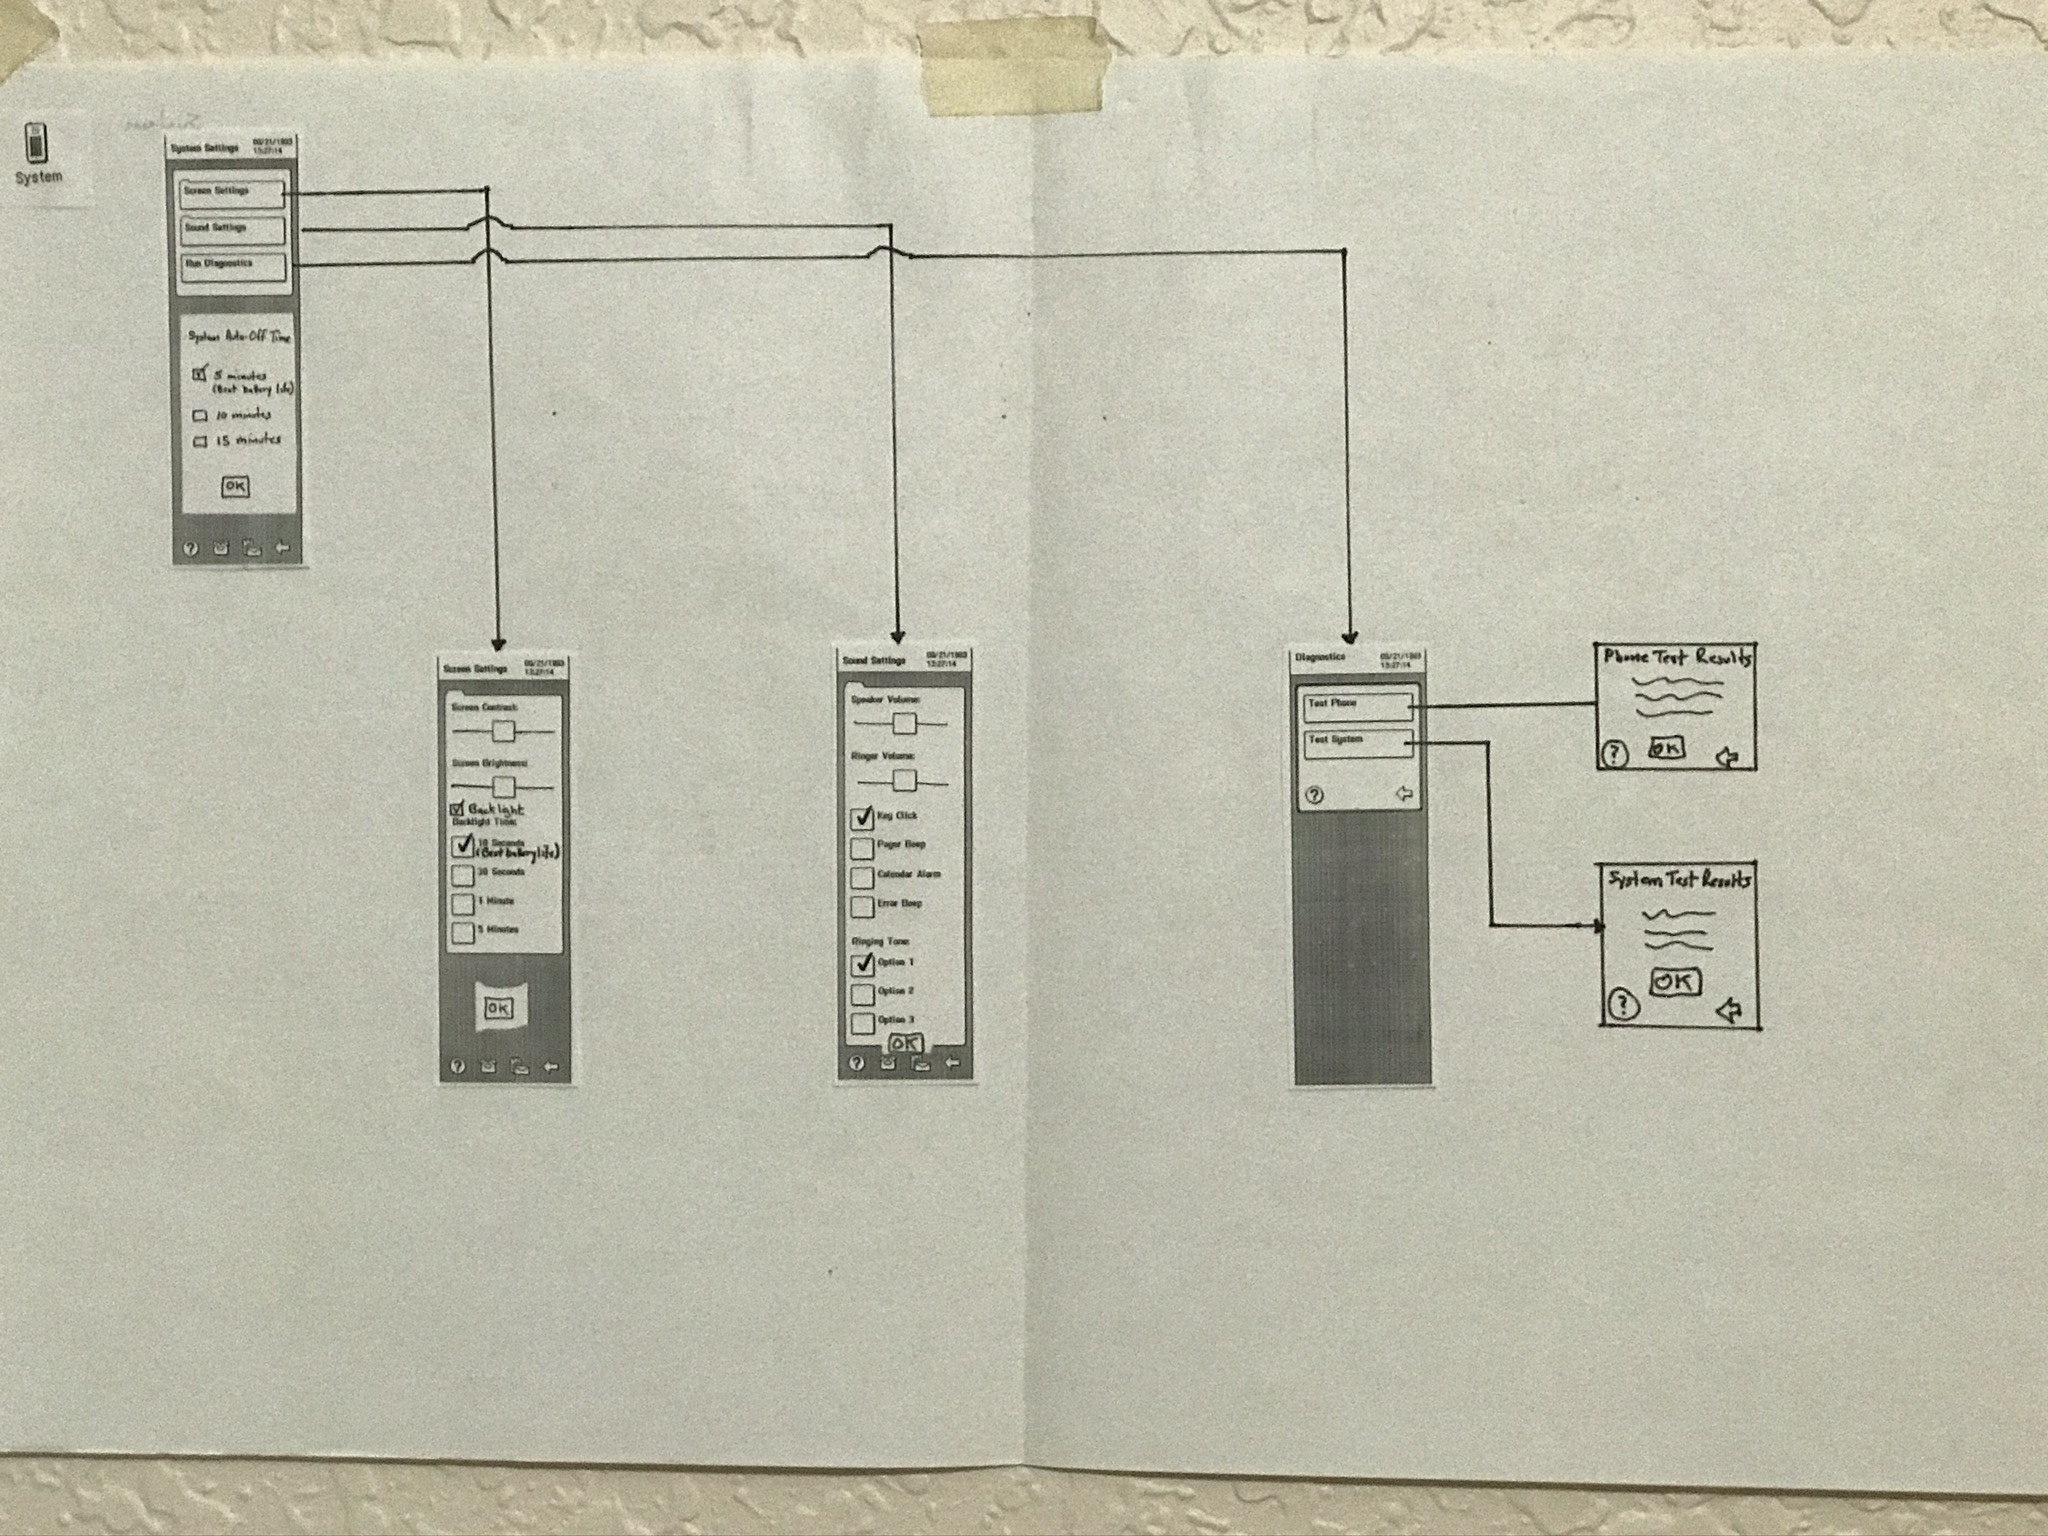 System
System Settings
09/21/1993
13:27:14
Screen Settings
Sound Settings
Run Diagnostics
System Auto-Off Time
5 minutes
(Best battery life)
10 minutes
15 minutes
OK
?
Screen Settings
09/21/1993
13:27:14
Screen Contrast:
Screen Brightness:
Backlight
Backlight Time:
10 Seconds
(Best battery life)
30 Seconds
1 Minute
5 Minutes
OK
?
Sound Settings
09/21/1993
13:27:14
Speaker Volume:
Ringer Volume:
Key Click
Pager Beep
Calendar Alarm
Error Beep
Ringing Tone:
Option 1
Option 2
Option 3
OK
?
Diagnostics
09/21/1993
13:27:14
Test Phone
Test System
?
Phone Test Results
OK
?
System Test Results
OK
?